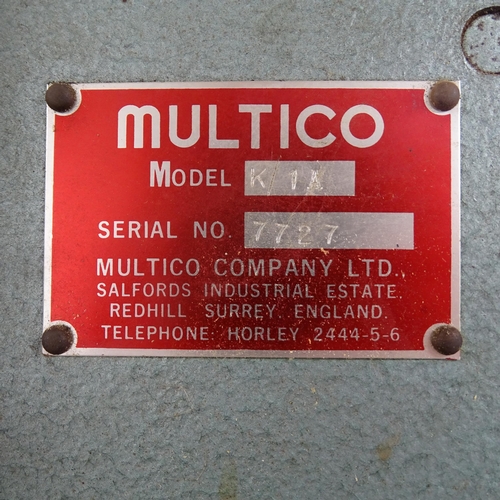 MULTICO
MODEL K/1A
SERIAL NO. 7727
MULTICO COMPANY LTD.
SALFORDS INDUSTRIAL ESTATE.
REDHILL SURREY. ENGLAND.
TELEPHONE HORLEY 2444-5-6